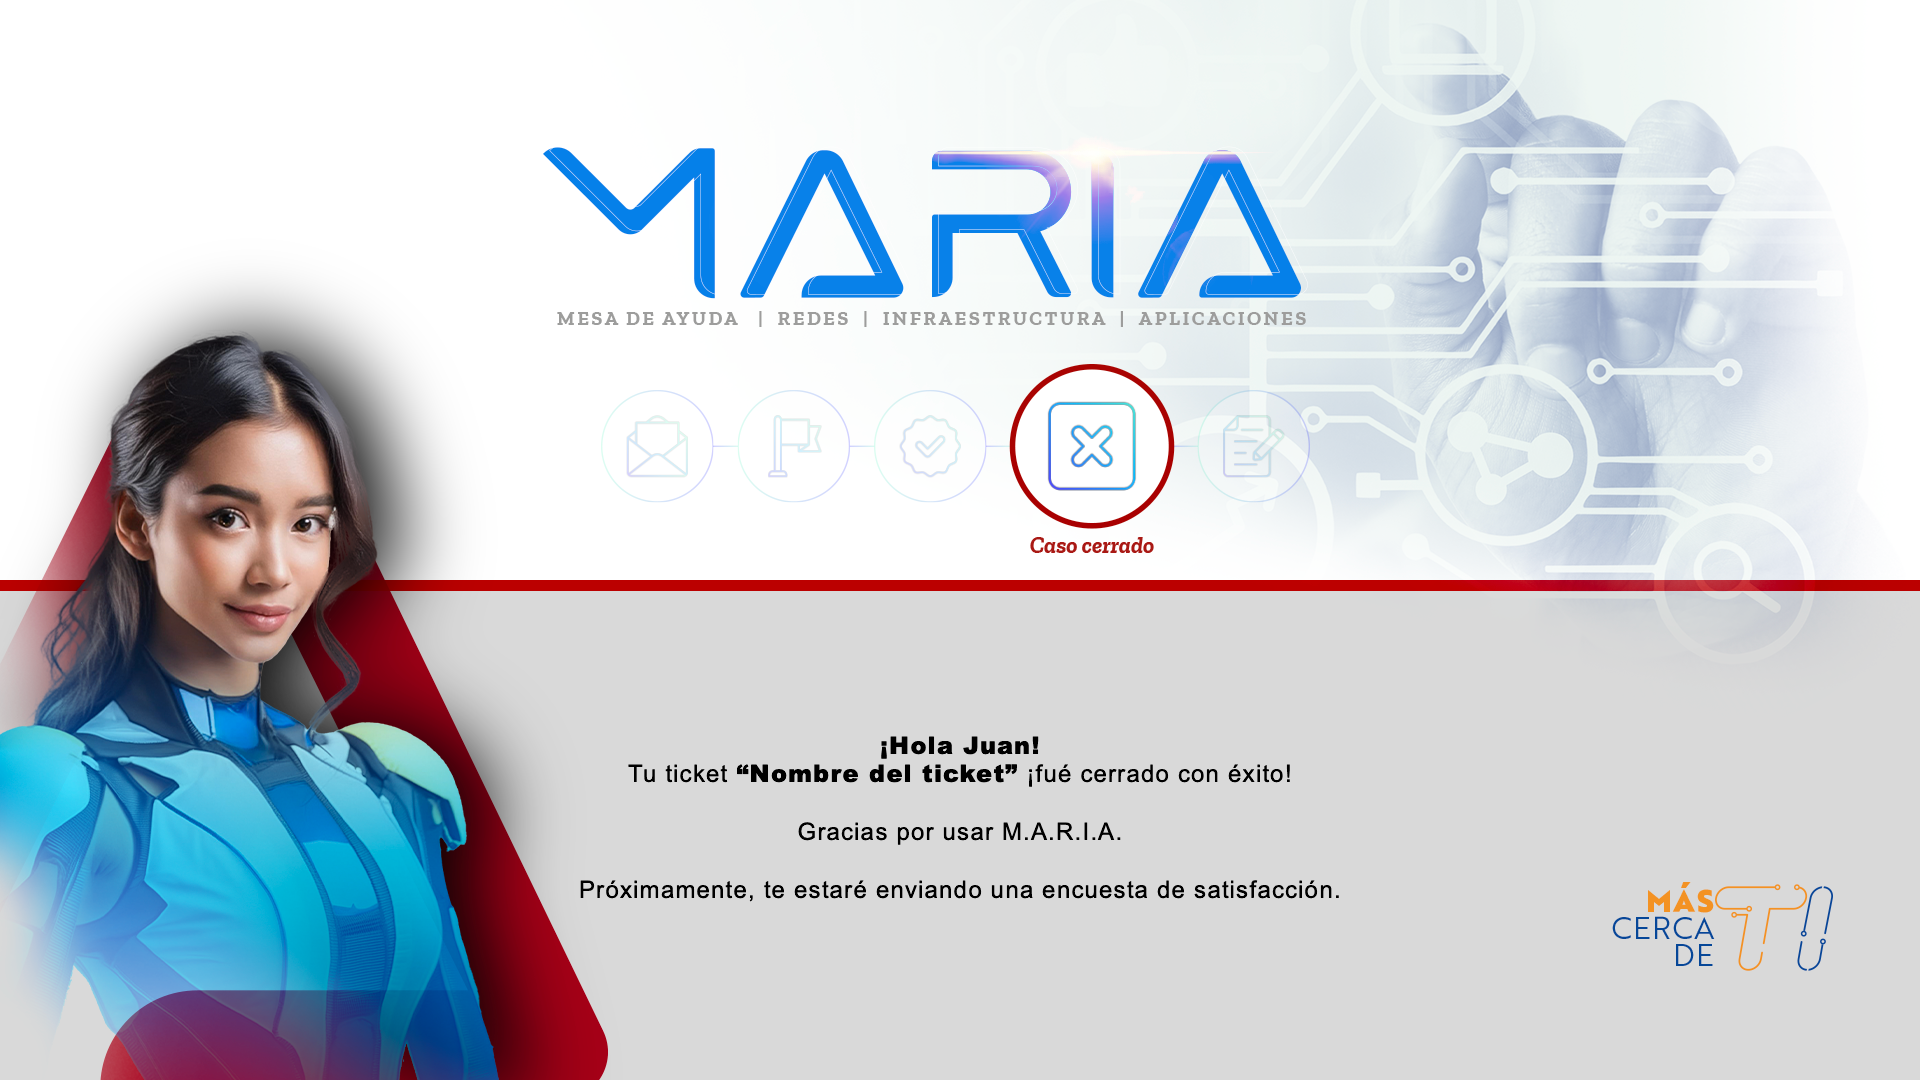 MARIA
MESA DE AYUDA | REDES | INFRAESTRUCTURA | APLICACIONES
Caso cerrado
¡Hola Juan!
Tu ticket “Nombre del ticket” ¡fué cerrado con éxito!
Gracias por usar M.A.R.I.A.
Próximamente, te estaré enviando una encuesta de satisfacción.
MÁS
CERCA
DE
TI